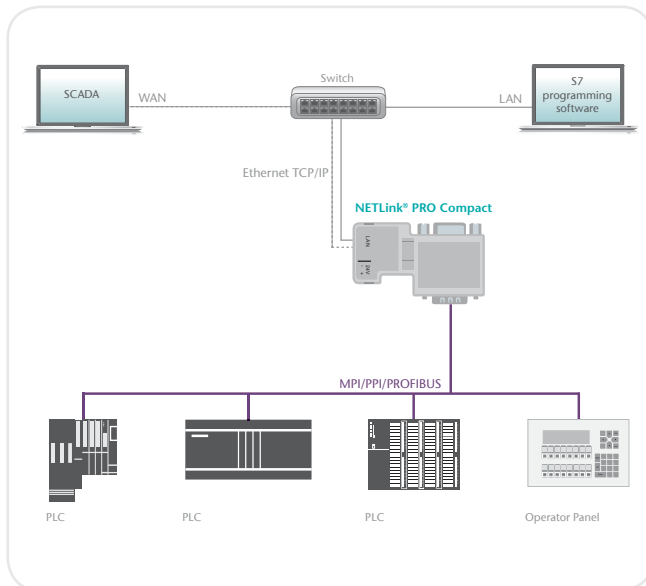 Switch
SCADA
WAN
LAN
S7
programming
software
Ethernet TCP/IP
NETLink® PRO Compact
LAN
24V
- +
MPI/PPI/PROFIBUS
PLC
PLC
PLC
Operator Panel